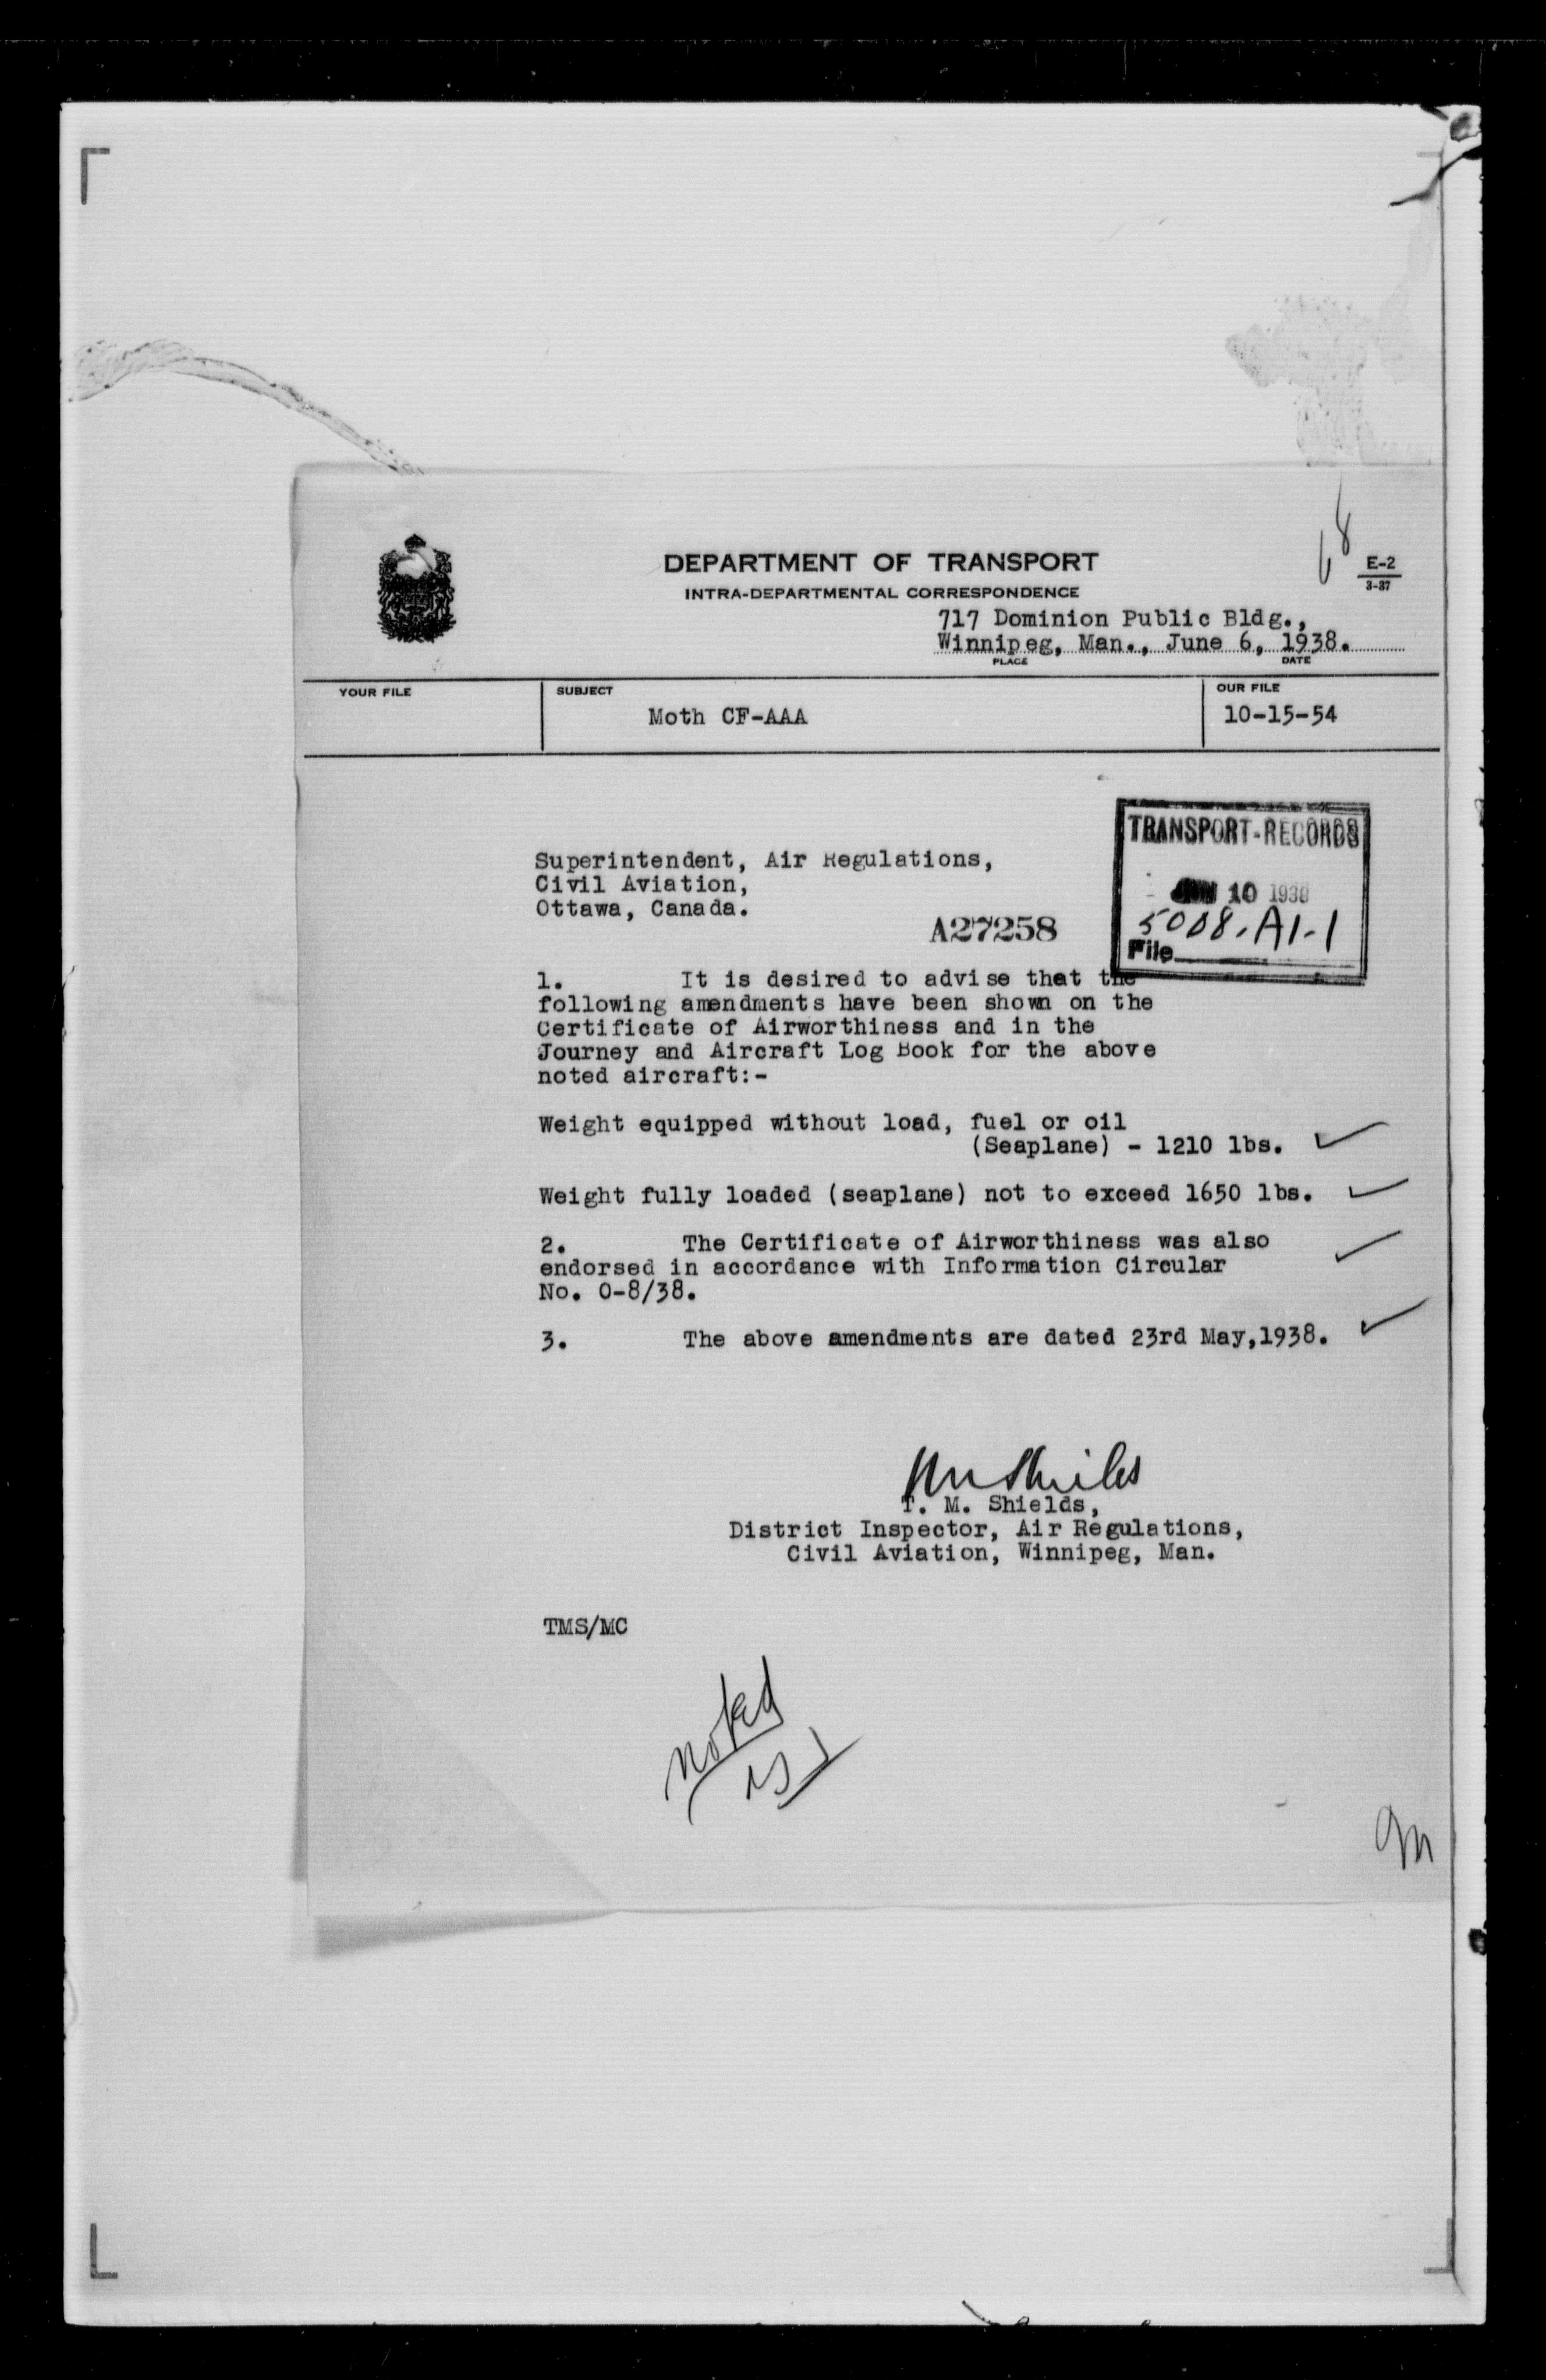 68
DEPARTMENT OF TRANSPORT
E-2
3-37
INTRA-DEPARTMENTAL CORRESPONDENCE
717 Dominion Public Bldg.,
Winnipeg, Man., June 6, 1938.
PLACE
DATE
YOUR FILE
SUBJECT
Moth CF-AAA
OUR FILE
10-15-54
TRANSPORT-RECORDS
JUN 10 1938
5008-A1-1
File
Superintendent, Air Regulations,
Civil Aviation,
Ottawa, Canada.
A27258
1. It is desired to advise that the
following amendments have been shown on the
Certificate of Airworthiness and in the
Journey and Aircraft Log Book for the above
noted aircraft:-
Weight equipped without load, fuel or oil
(Seaplane) - 1210 lbs.
Weight fully loaded (seaplane) not to exceed 1650 lbs.
2. The Certificate of Airworthiness was also
endorsed in accordance with Information Circular
No. 0-8/38.
3. The above amendments are dated 23rd May,1938.
TM Shields
T. M. Shields,
District Inspector, Air Regulations,
Civil Aviation, Winnipeg, Man.
TMS/MC
noted